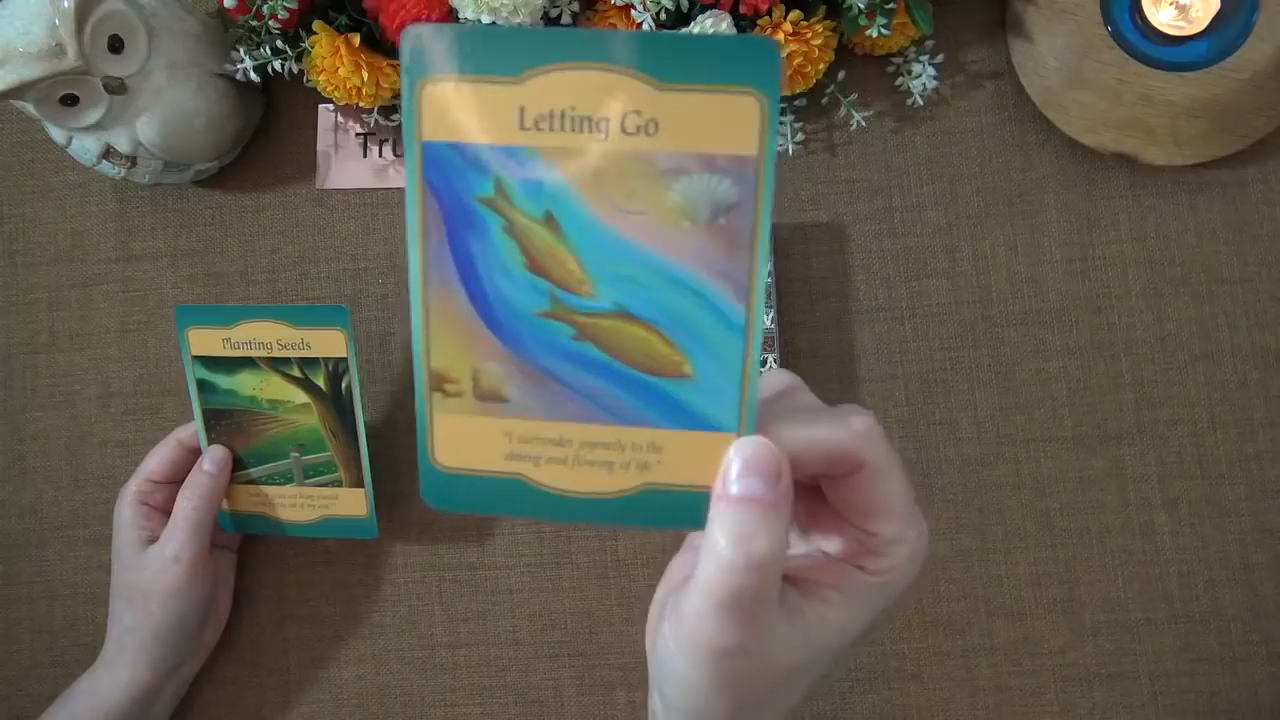 Letting Go
Tru
"I surrender joyously to the
ebbing and flowing of life."
Planting Seeds